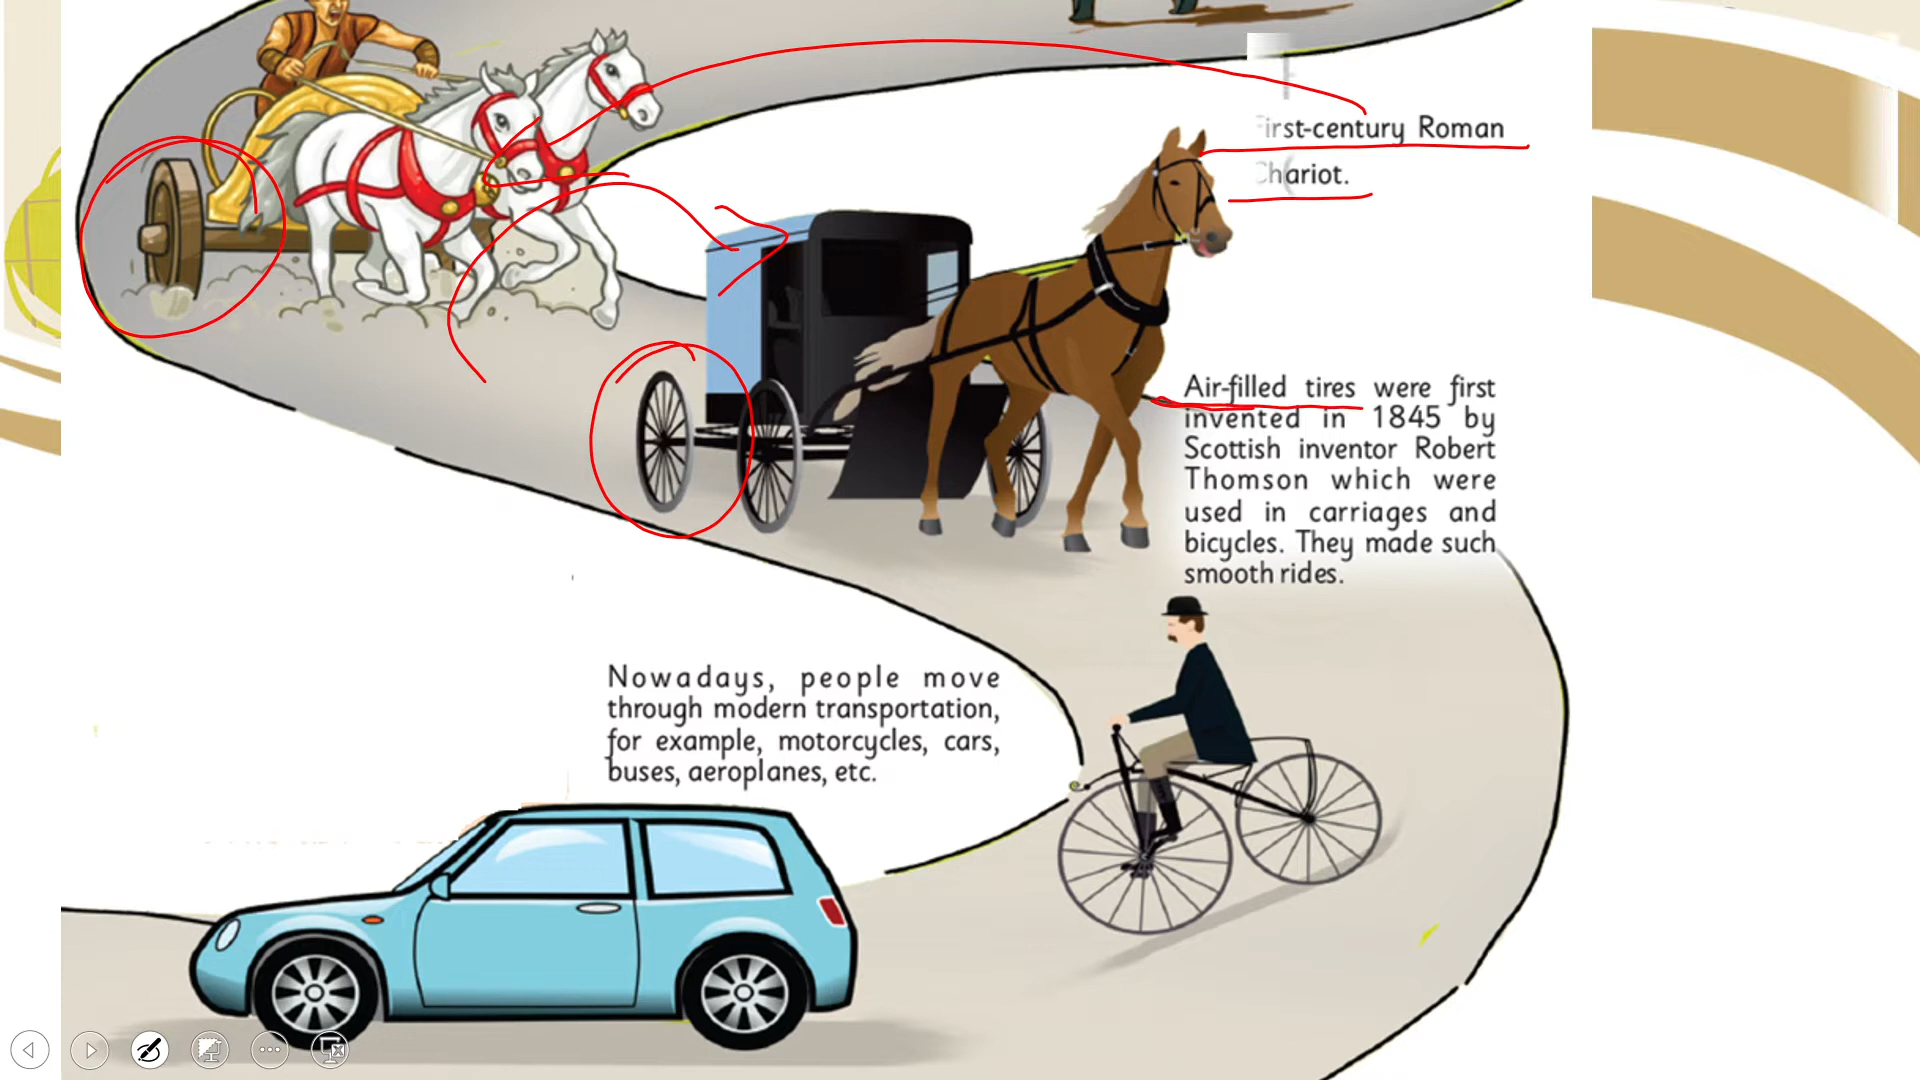 First-century Roman
Chariot.
Air-filled tires were first
invented in 1845 by
Scottish inventor Robert
Thomson which were
used in carriages and
bicycles. They made such
smooth rides.
Nowadays, people move
through modern transportation,
for example, motorcycles, cars,
buses, aeroplanes, etc.